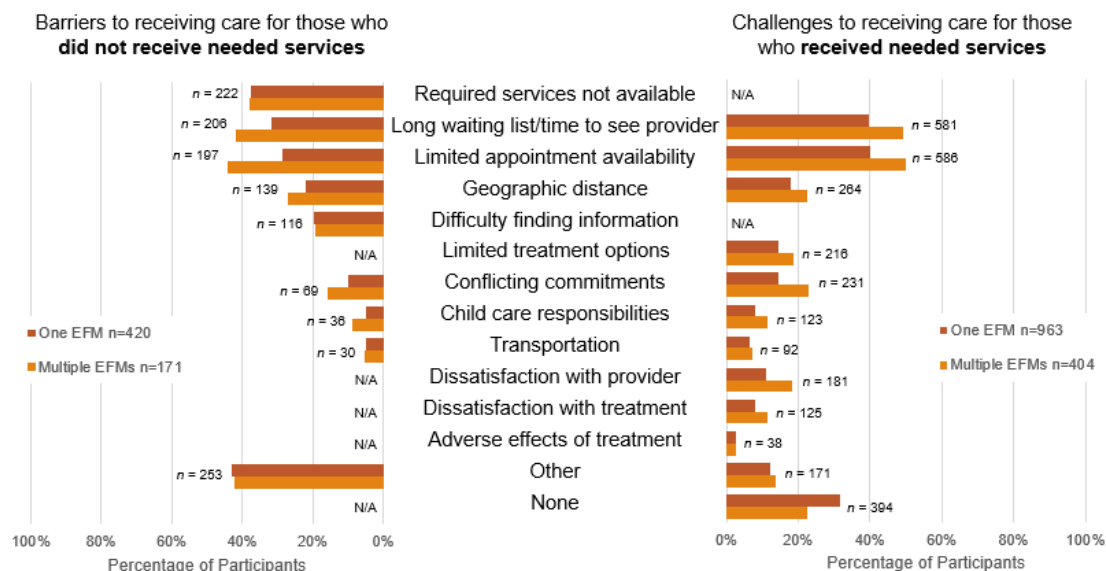 Barriers to receiving care for those who
did not receive needed services
Challenges to receiving care for those
who received needed services
n = 222
Required services not available
N/A
n = 206
Long waiting list/time to see provider
n = 581
n = 197
Limited appointment availability
n = 586
n = 139
Geographic distance
n = 264
n = 116
Difficulty finding information
N/A
N/A
Limited treatment options
n = 216
n = 69
Conflicting commitments
n = 231
n = 36
Child care responsibilities
n = 123
One EFM n=420
One EFM n=963
n = 30
Transportation
n = 92
Multiple EFMs n=171
Multiple EFMs n=404
N/A
Dissatisfaction with provider
n = 181
N/A
Dissatisfaction with treatment
n = 125
N/A
Adverse effects of treatment
n = 38
n = 253
Other
n = 171
N/A
None
n = 394
100% 80% 60% 40% 20% 0%
0% 20% 40% 60% 80% 100%
Percentage of Participants
Percentage of Participants